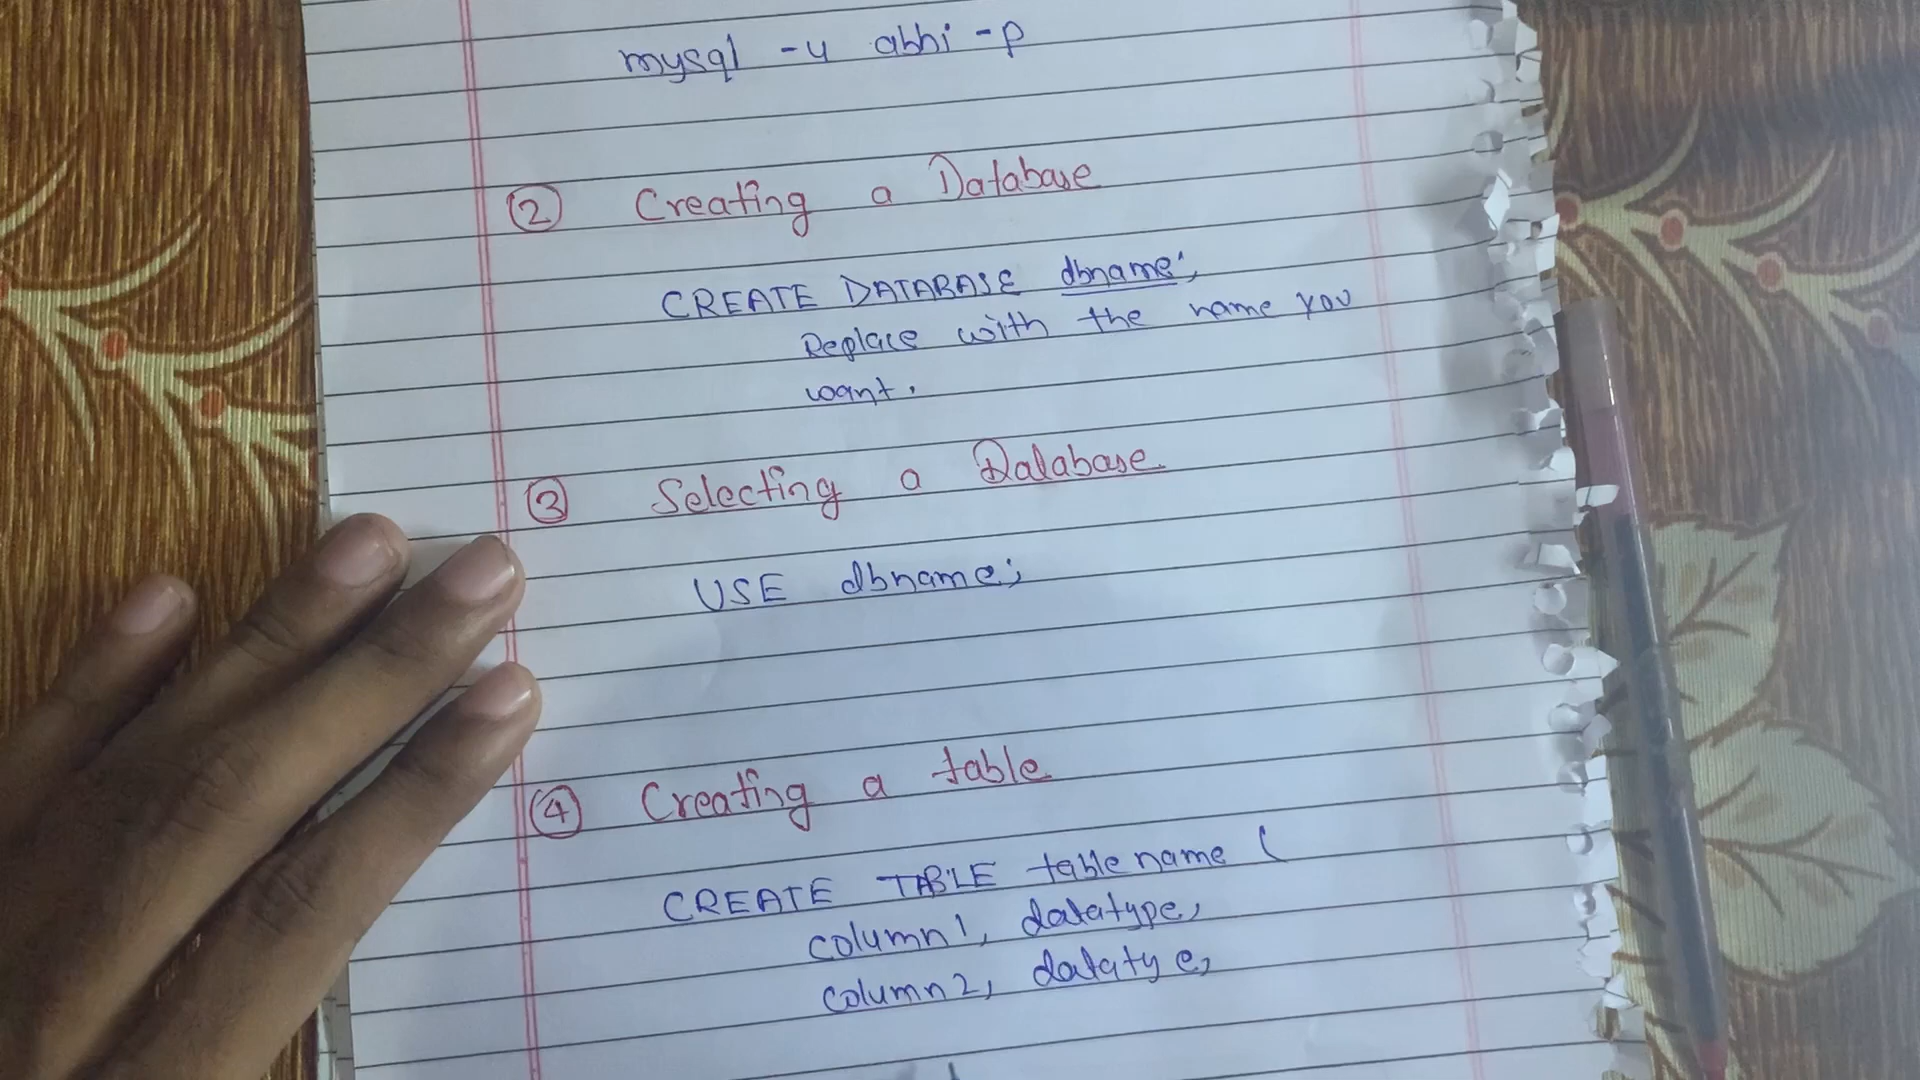 mysql -u abhi -p
② Creating a Database
CREATE DATABASE dbname;
Replace with the name you
want.
③ Selecting a Database
USE dbname;
④ Creating a table
CREATE TABLE tablename (
column1, datatype,
column2, datatye,